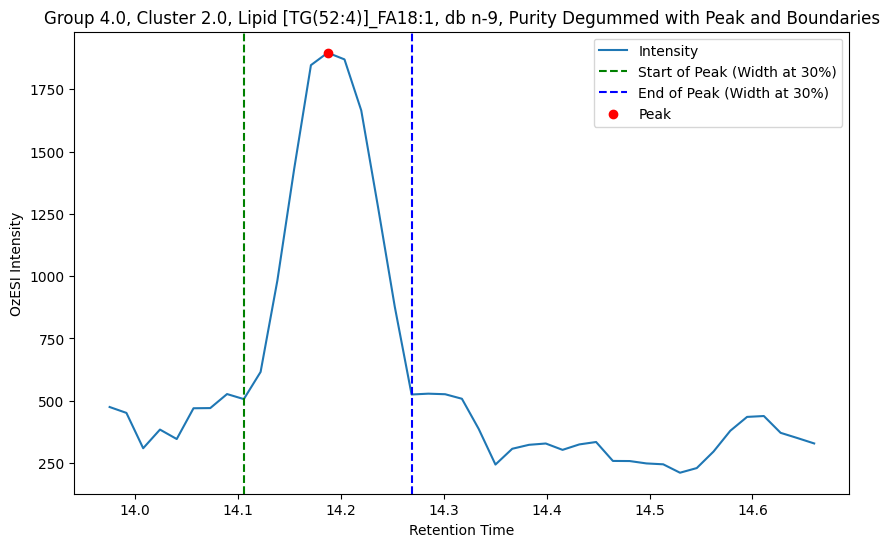 Group 4.0, Cluster 2.0, Lipid [TG(52:4)]_FA18:1, db n-9, Purity Degummed with Peak and Boundaries
Intensity
Start of Peak (Width at 30%)
End of Peak (Width at 30%)
Peak
1750
1500
1250
1000
750
500
250
OzESI Intensity
14.0 14.1 14.2 14.3 14.4 14.5 14.6
Retention Time